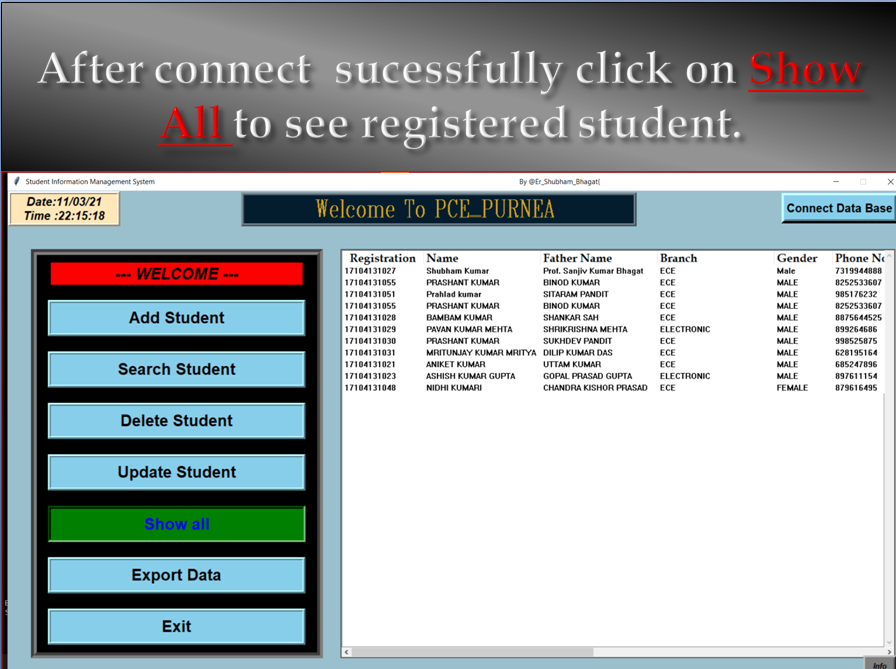 After connect sucessfully click on Show
All to see registered student.
Student Information Management System By @Er_Shubham_Bhagat(
Date:11/03/21
Time :22:15:18
Welcome To PCE_PURNEA
Connect Data Base
--- WELCOME ---
Add Student
Search Student
Delete Student
Update Student
Show all
Export Data
Exit
Registration Name Father Name Branch Gender Phone No
17104131027 Shubham Kumar Prof. Sanjiv Kumar Bhagat ECE Male 7319944888
17104131055 PRASHANT KUMAR BINOD KUMAR ECE MALE 8252533607
17104131051 Prahlad kumar SITARAM PANDIT ECE MALE 985176232
17104131055 PRASHANT KUMAR BINOD KUMAR ECE MALE 8252533607
17104131028 BAMBAM KUMAR SHANKAR SAH ECE MALE 8875644525
17104131029 PAVAN KUMAR MEHTA SHRIKRISHNA MEHTA ELECTRONIC MALE 899264686
17104131030 PRASHANT KUMAR SUKHDEV PANDIT ECE MALE 998525875
17104131031 MRITUNJAY KUMAR MRITYA DILIP KUMAR DAS ECE MALE 628195164
17104131021 ANIKET KUMAR UTTAM KUMAR ECE MALE 685247896
17104131023 ASHISH KUMAR GUPTA GOPAL PRASAD GUPTA ELECTRONIC MALE 897611154
17104131048 NIDHI KUMARI CHANDRA KISHOR PRASAD ECE FEMALE 879616495
Info